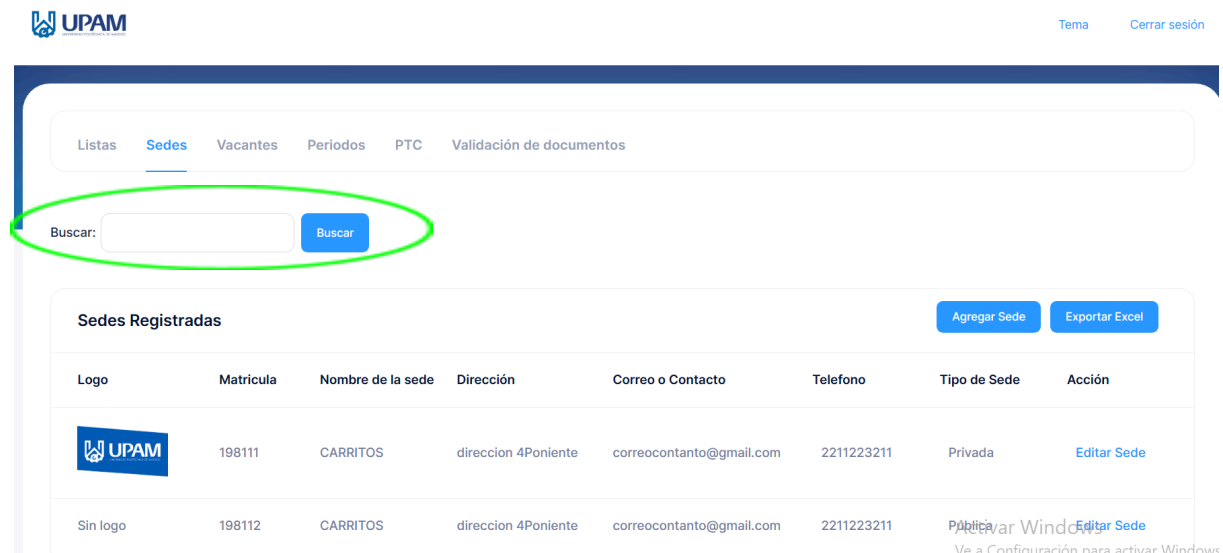 UPAM
Tema Cerrar sesión
Listas Sedes Vacantes Periodos PTC Validación de documentos
Buscar: Buscar
Sedes Registradas Agregar Sede Exportar Excel
Logo Matricula Nombre de la sede Dirección Correo o Contacto Telefono Tipo de Sede Acción
UPAM 198111 CARRITOS direccion 4Poniente correocontanto@gmail.com 2211223211 Privada Editar Sede
Sin logo 198112 CARRITOS direccion 4Poniente correocontanto@gmail.com 2211223211 Pública Editar Sede
Activar Windows
Ve a Configuración para activar Windows